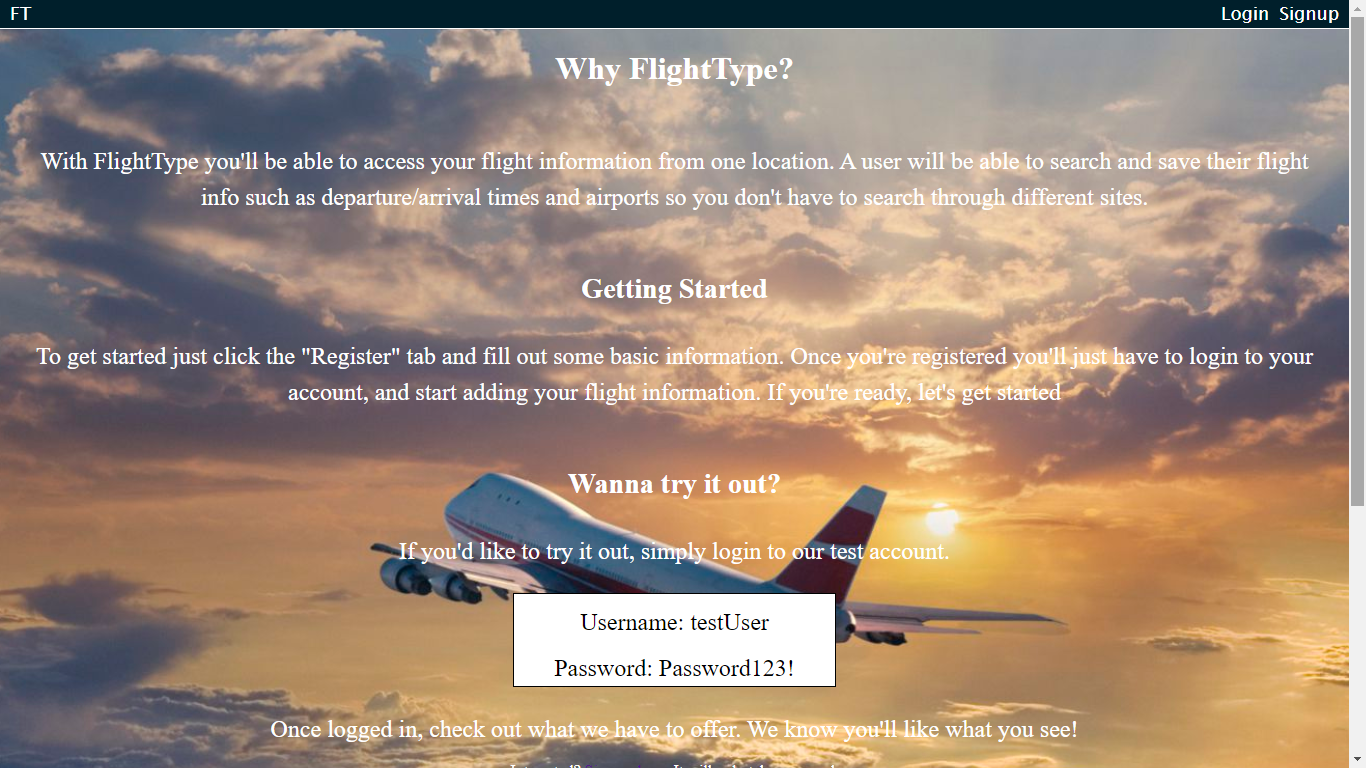 FT
Login Signup
Why FlightType?
With FlightType you'll be able to access your flight information from one location. A user will be able to search and save their flight
info such as departure/arrival times and airports so you don't have to search through different sites.
Getting Started
To get started just click the "Register" tab and fill out some basic information. Once you're registered you'll just have to login to your
account, and start adding your flight information. If you're ready, let's get started
Wanna try it out?
If you'd like to try it out, simply login to our test account.
Username: testUser
Password: Password123!
Once logged in, check out what we have to offer. We know you'll like what you see!